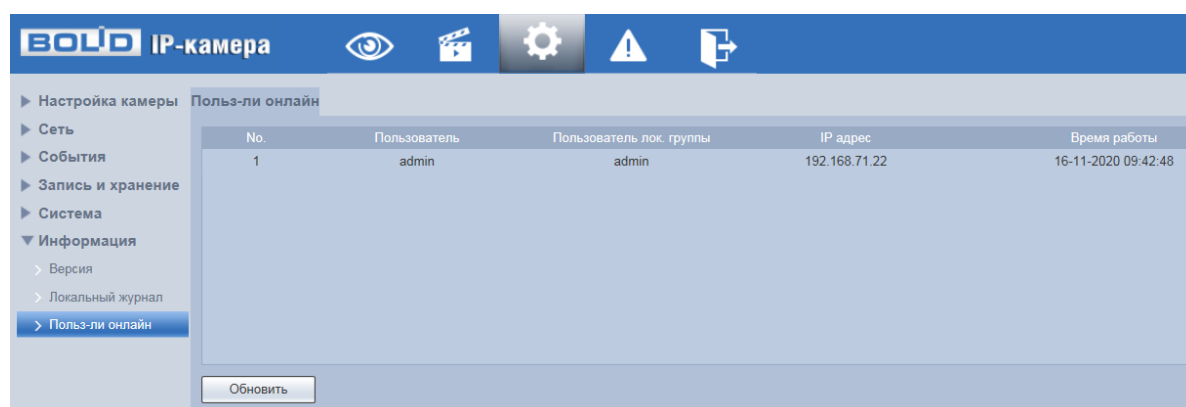 BOLID IP-камера
Настройка камеры
Сеть
События
Запись и хранение
Система
Информация
Версия
Локальный журнал
Польз-ли онлайн
Польз-ли онлайн
No. Пользователь Пользователь лок. группы IP адрес Время работы
1 admin admin 192.168.71.22 16-11-2020 09:42:48
Обновить